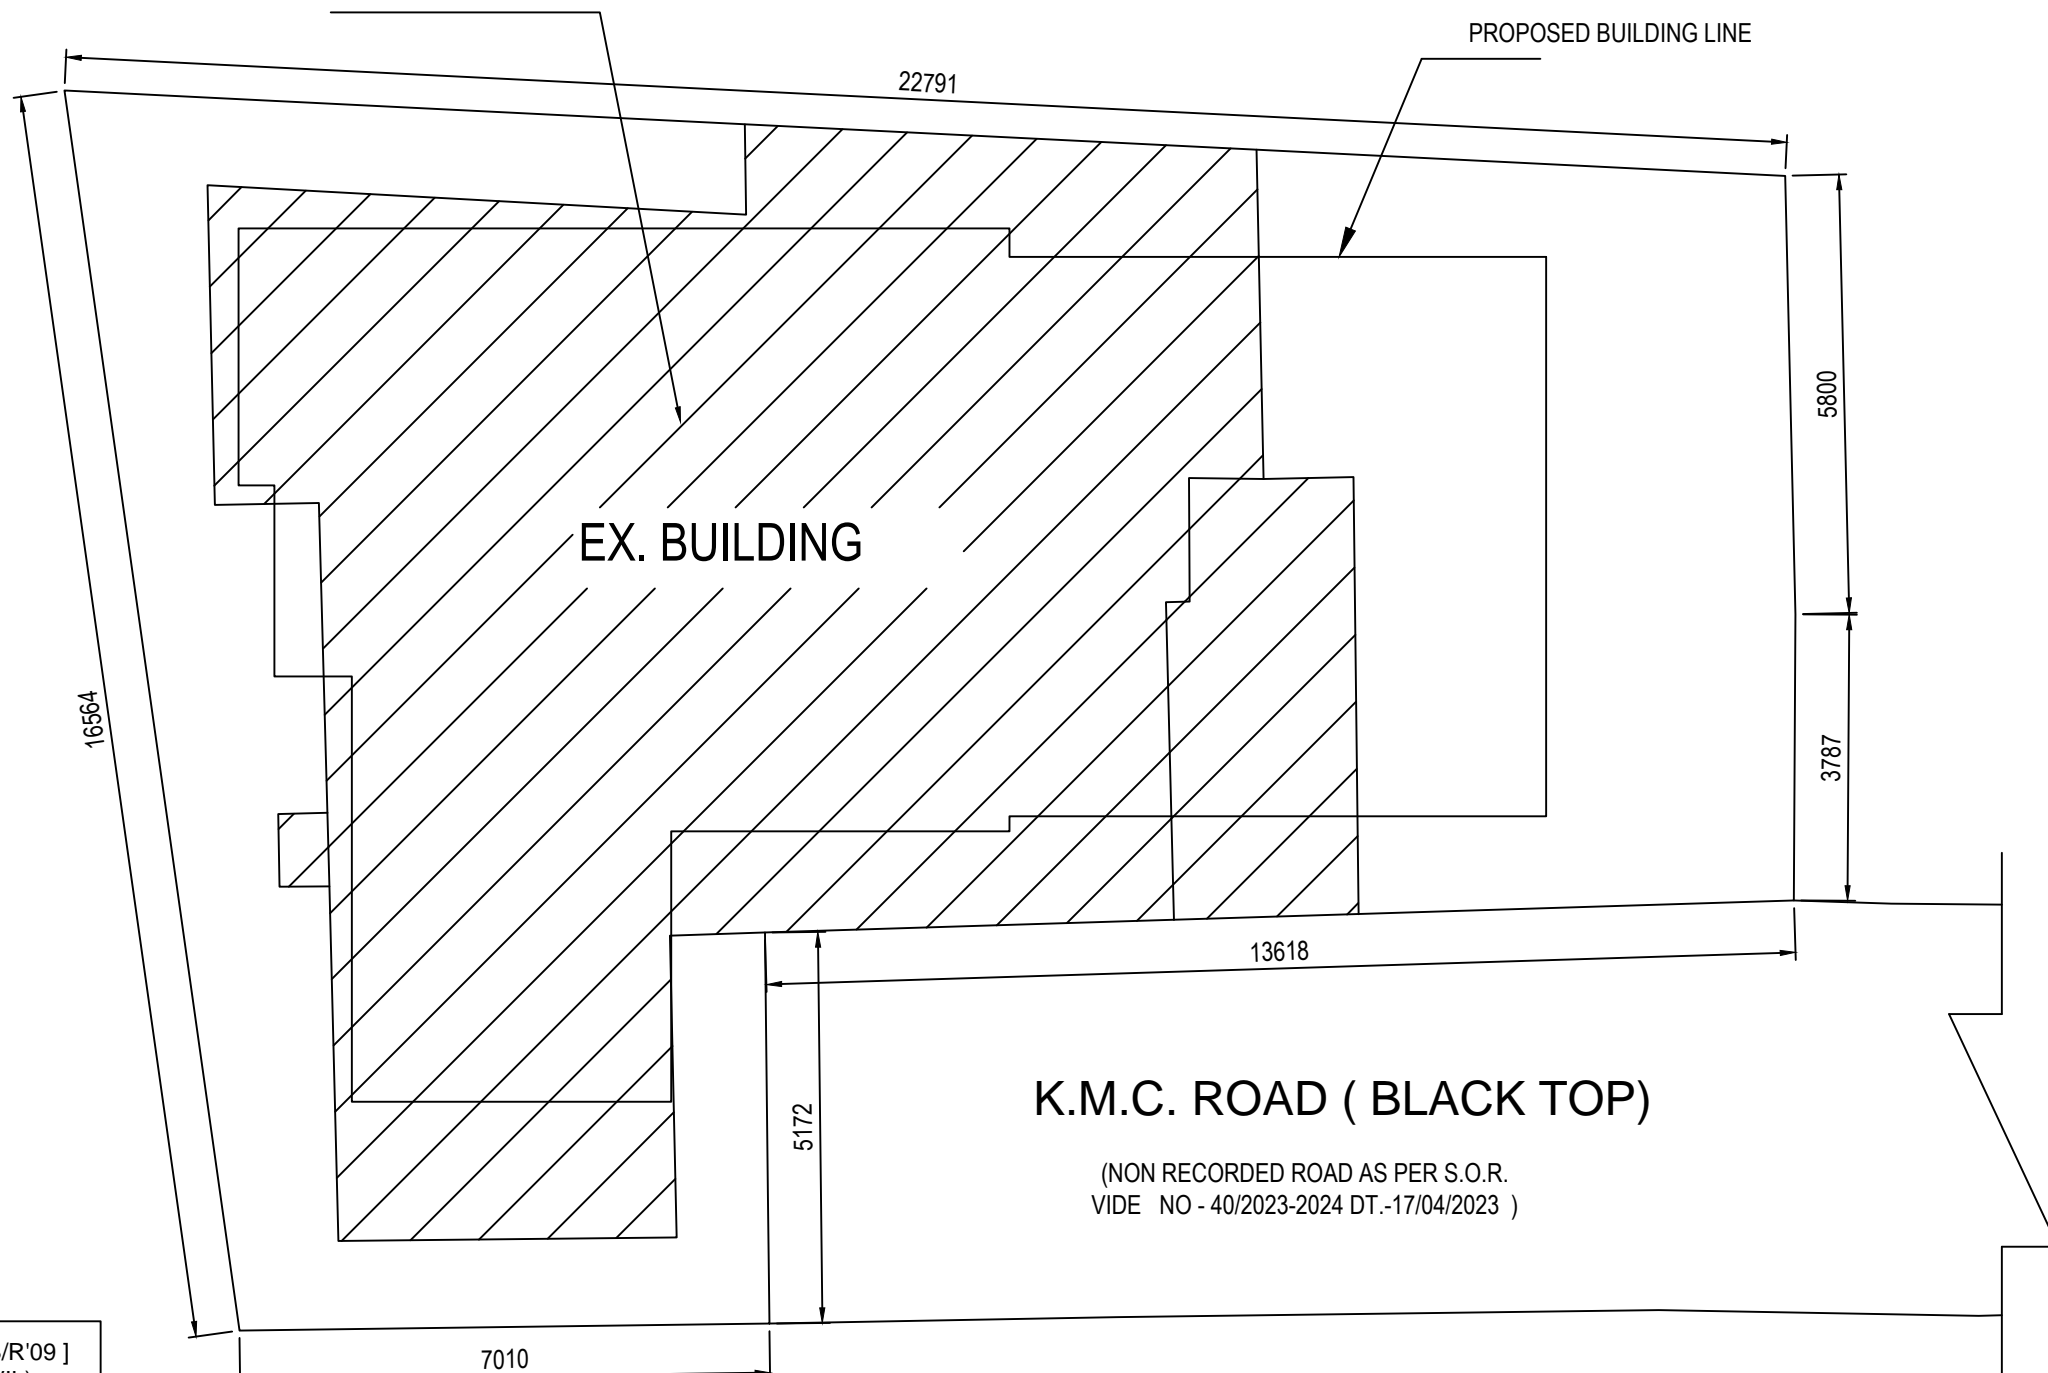 PROPOSED BUILDING LINE
22791
5800
EX. BUILDING
16564
3787
13618
K.M.C. ROAD ( BLACK TOP)
5172
(NON RECORDED ROAD AS PER S.O.R.
VIDE NO - 40/2023-2024 DT.-17/04/2023 )
/R'09 ]
7010